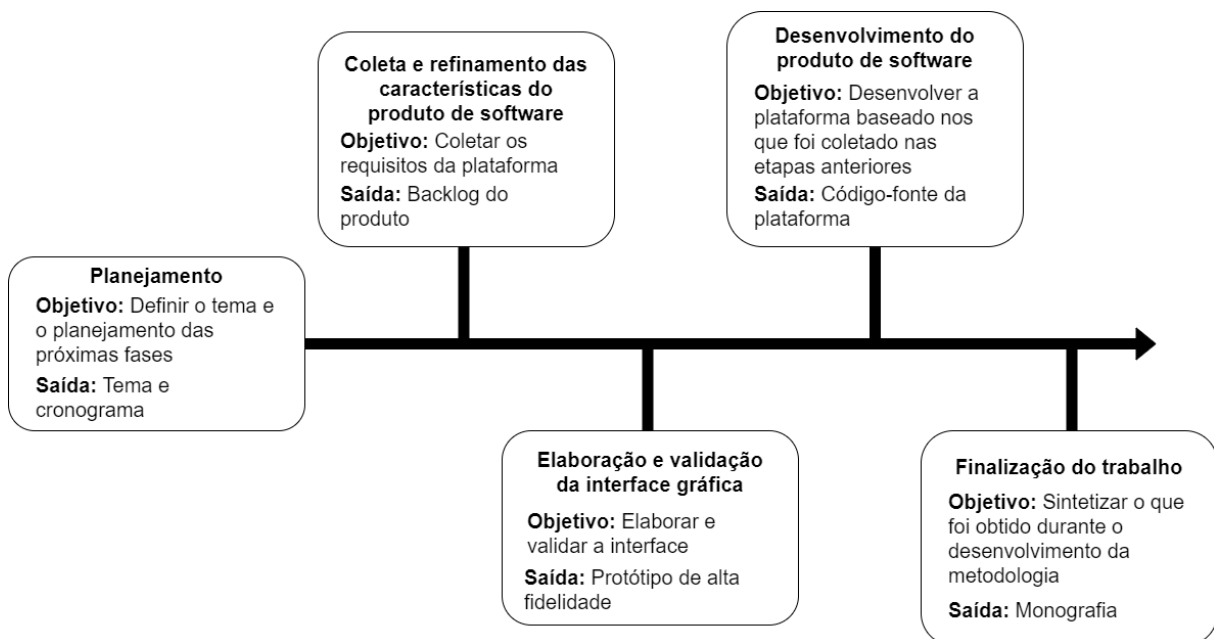 Planejamento
Objetivo: Definir o tema e
o planejamento das
próximas fases
Saída: Tema e
cronograma
Coleta e refinamento das
características do
produto de software
Objetivo: Coletar os
requisitos da plataforma
Saída: Backlog do
produto
Elaboração e validação
da interface gráfica
Objetivo: Elaborar e
validar a interface
Saída: Protótipo de alta
fidelidade
Desenvolvimento do
produto de software
Objetivo: Desenvolver a
plataforma baseado nos
que foi coletado nas
etapas anteriores
Saída: Código-fonte da
plataforma
Finalização do trabalho
Objetivo: Sintetizar o que
foi obtido durante o
desenvolvimento da
metodologia
Saída: Monografia